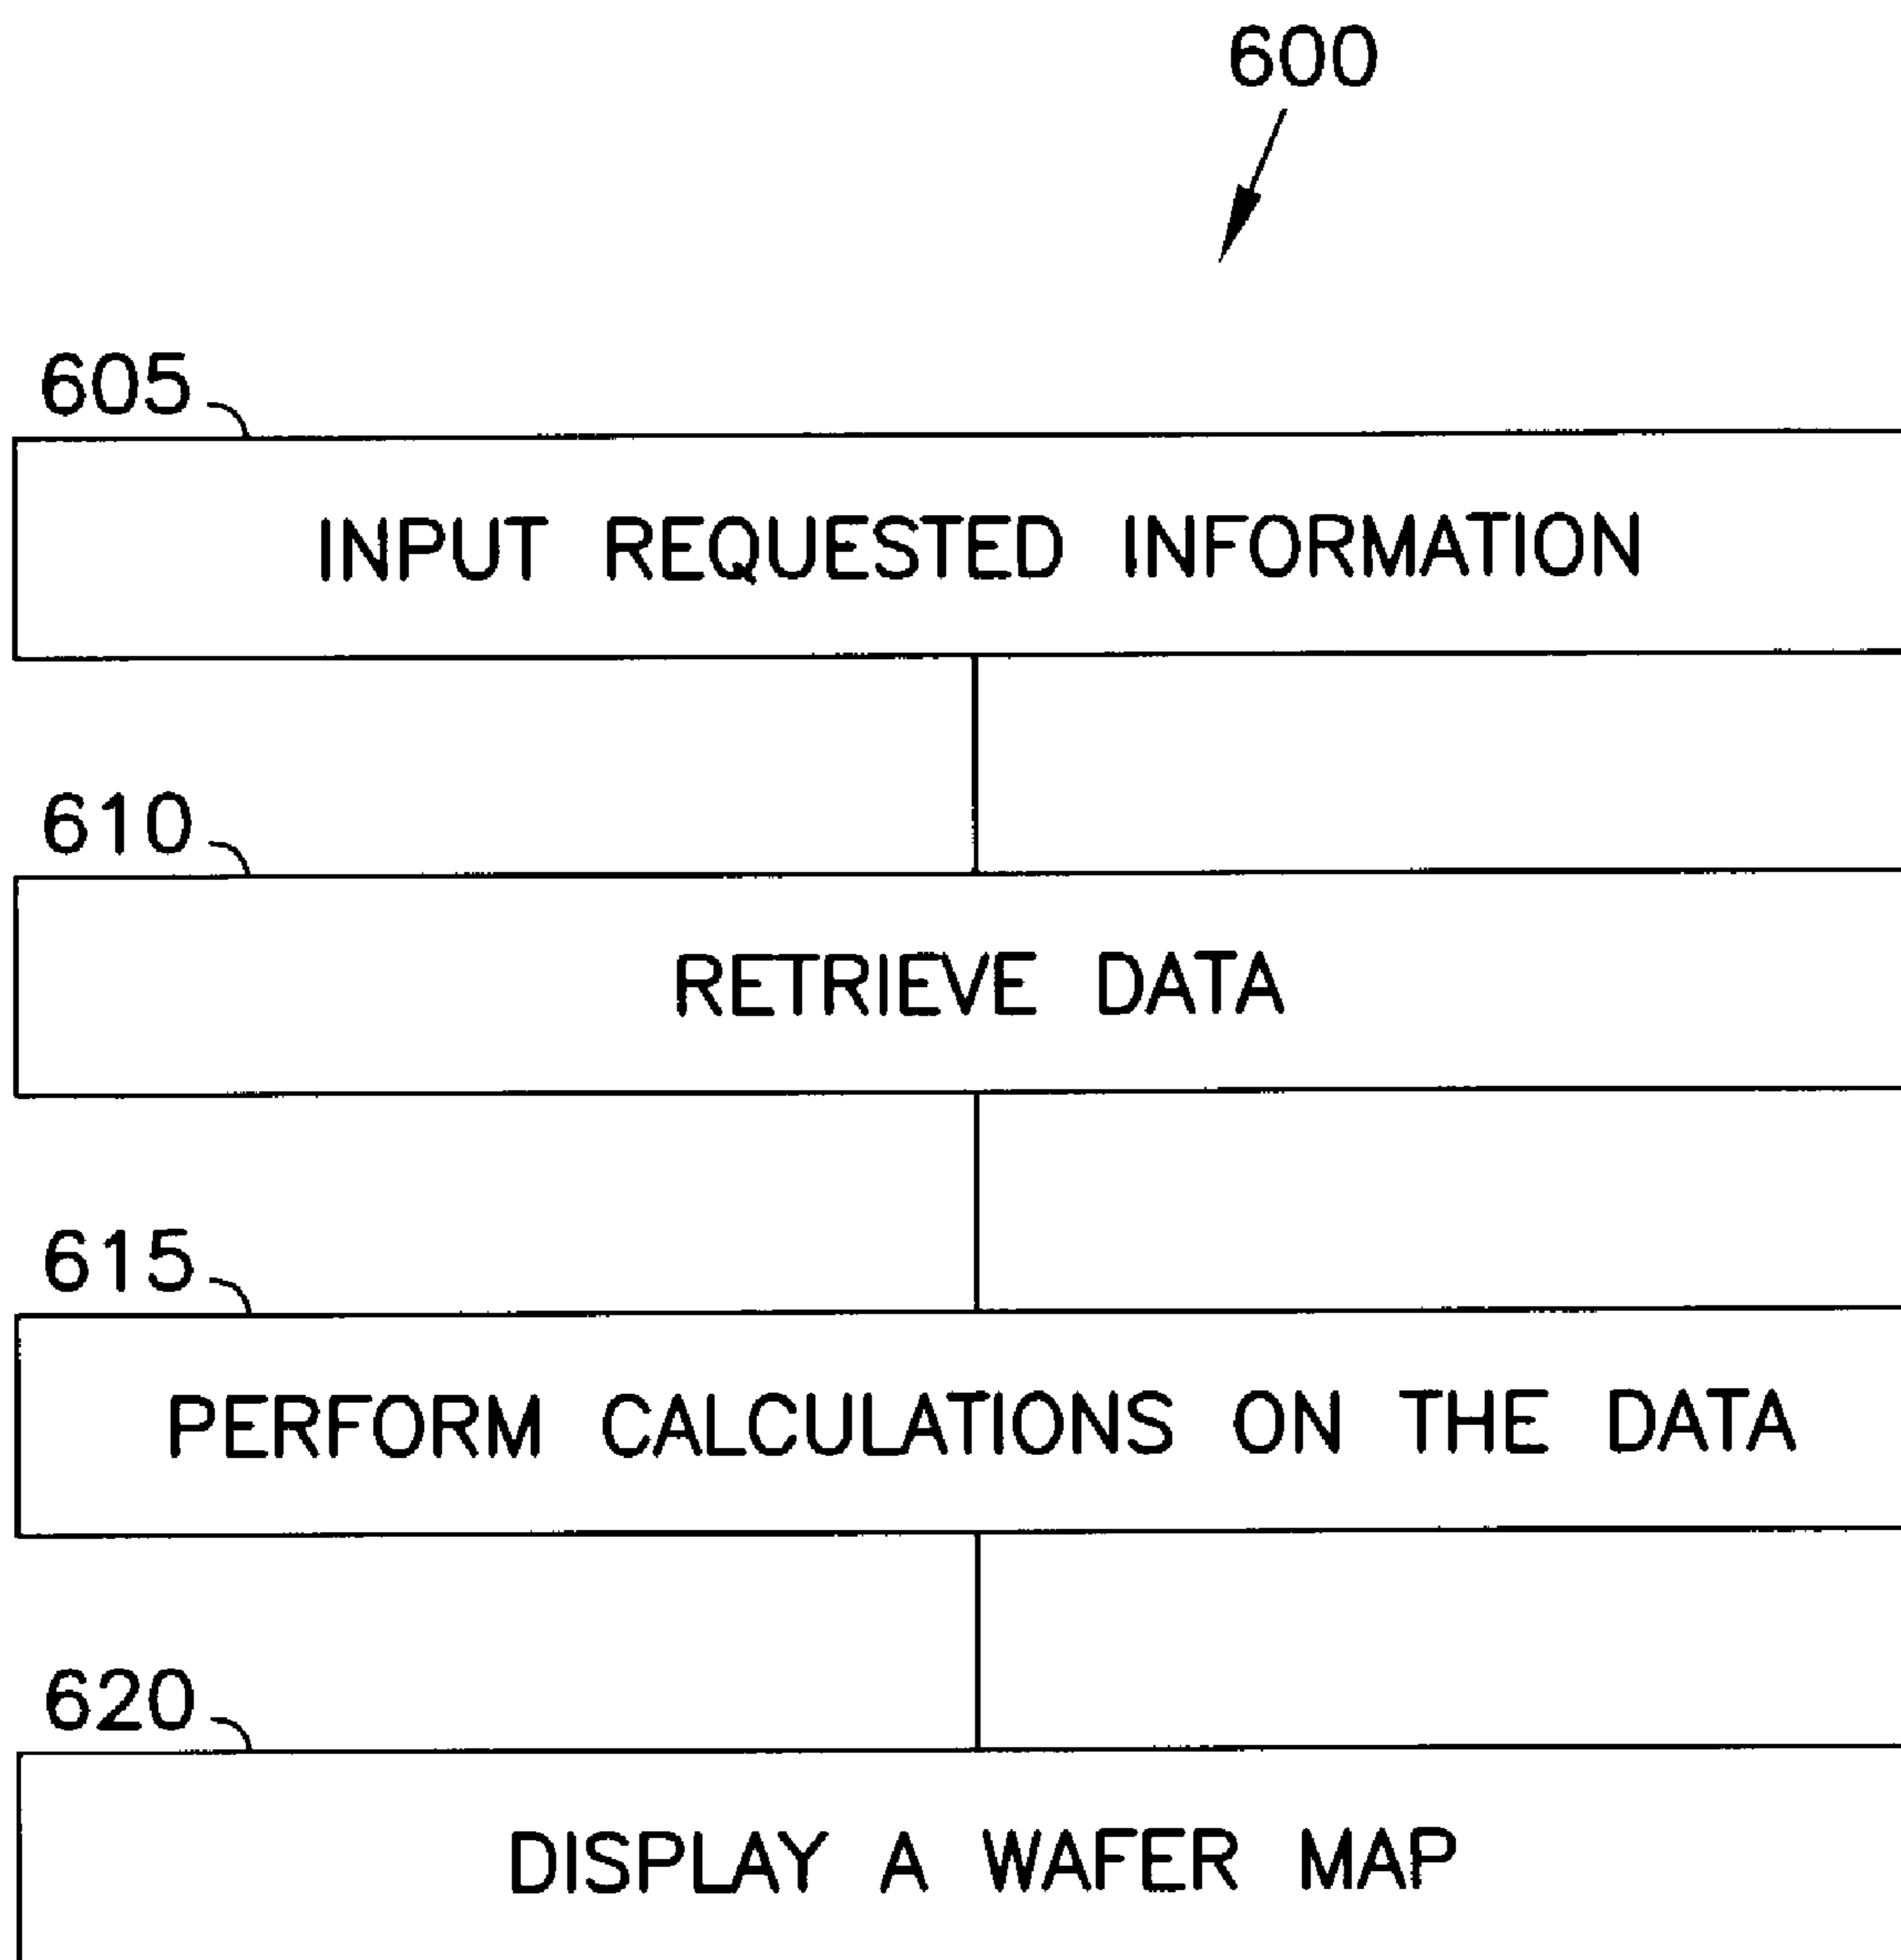 600
605
INPUT REQUESTED INFORMATION
610
RETRIEVE DATA
615
PERFORM CALCULATIONS ON THE DATA
620
DISPLAY A WAFER MAP